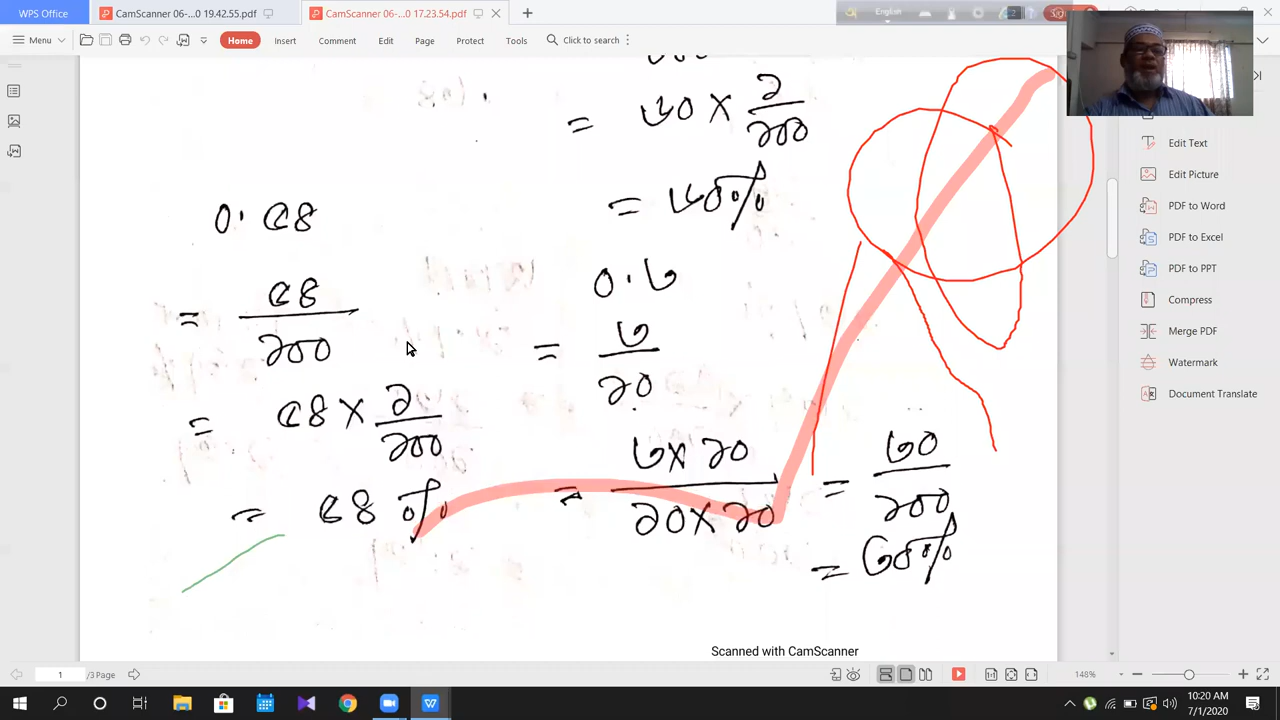 WPS Office
CamScanner 06-...0 19.42.55.pdf
CamScanner 06-...0 17.23.54.pdf
English
Menu
Home
Insert
Comment
Edit
Page
Protect
Tools
Click to search
Edit Text
Edit Picture
PDF to Word
PDF to Excel
PDF to PPT
Compress
Merge PDF
Watermark
Document Translation
= × ১/১০০
০.৫৪
= ৫৪/১০০
= ৫৪ × ১/১০০
= ৫৪%
০.৬
= ৬/১০
= ৬×১০/১০×১০
= ৬০/১০০
= ৬০%
Scanned with CamScanner
1
/3 Page
148%
10:20 AM
7/1/2020